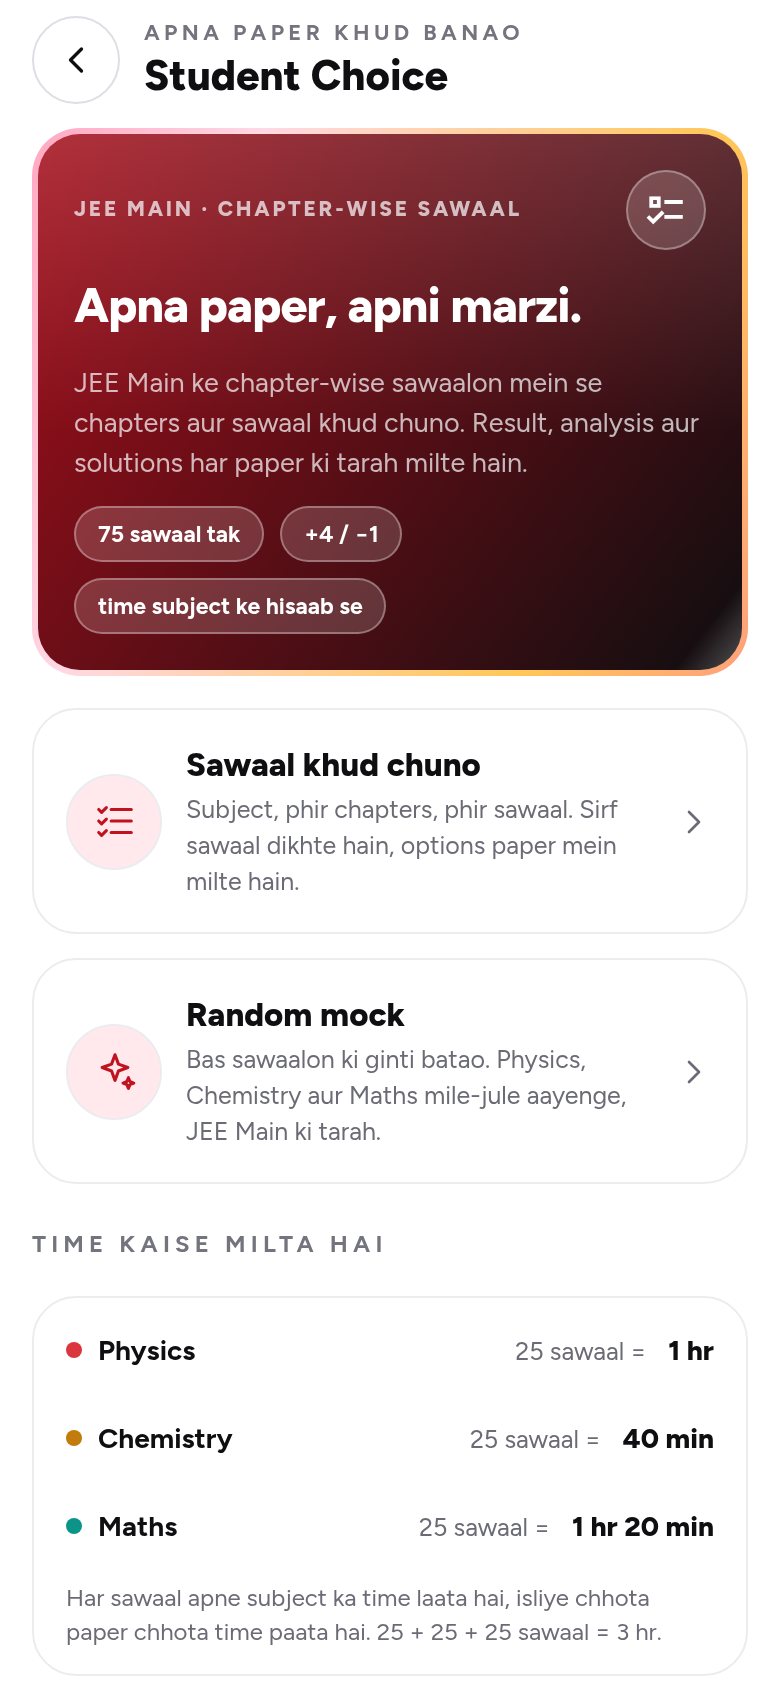 APNA PAPER KHUD BANAO
Student Choice
JEE MAIN · CHAPTER-WISE SAWAAL
Apna paper, apni marzi.
JEE Main ke chapter-wise sawaalon mein se
chapters aur sawaal khud chuno. Result, analysis aur
solutions har paper ki tarah milte hain.
75 sawaal tak
+4 / −1
time subject ke hisaab se
Sawaal khud chuno
Subject, phir chapters, phir sawaal. Sirf
sawaal dikhte hain, options paper mein
milte hain.
Random mock
Bas sawaalon ki ginti batao. Physics,
Chemistry aur Maths mile-jule aayenge,
JEE Main ki tarah.
TIME KAISE MILTA HAI
Physics 25 sawaal = 1 hr
Chemistry 25 sawaal = 40 min
Maths 25 sawaal = 1 hr 20 min
Har sawaal apne subject ka time laata hai, isliye chhota
paper chhota time paata hai. 25 + 25 + 25 sawaal = 3 hr.